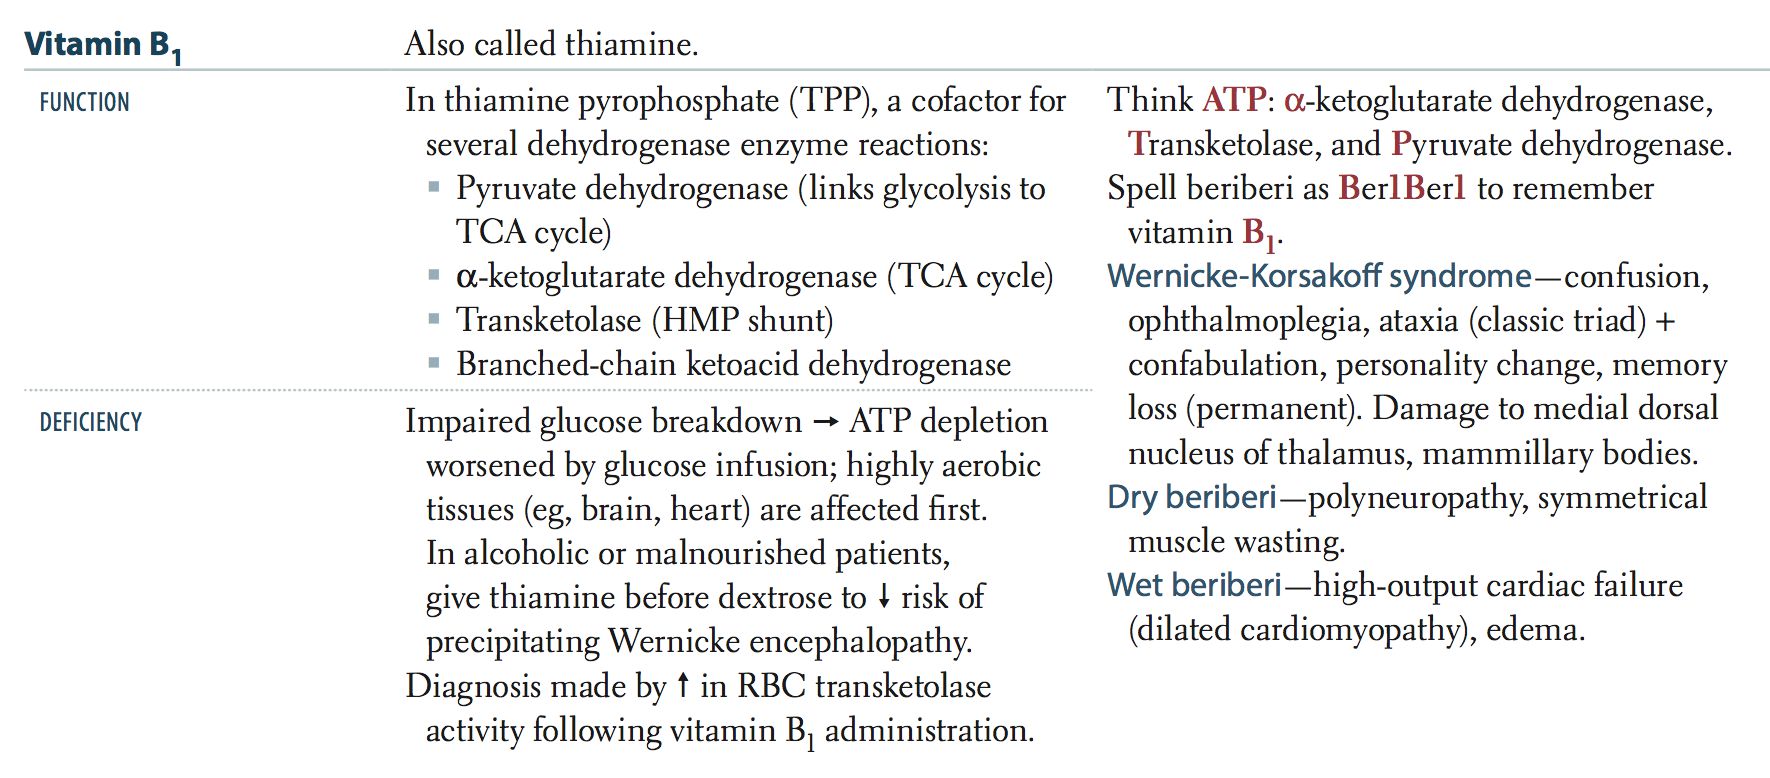 Vitamin B1
Also called thiamine.
FUNCTION
In thiamine pyrophosphate (TPP), a cofactor for
several dehydrogenase enzyme reactions:
▪ Pyruvate dehydrogenase (links glycolysis to
TCA cycle)
▪ α-ketoglutarate dehydrogenase (TCA cycle)
▪ Transketolase (HMP shunt)
▪ Branched-chain ketoacid dehydrogenase
DEFICIENCY
Impaired glucose breakdown → ATP depletion
worsened by glucose infusion; highly aerobic
tissues (eg, brain, heart) are affected first.
In alcoholic or malnourished patients,
give thiamine before dextrose to ↓ risk of
precipitating Wernicke encephalopathy.
Diagnosis made by ↑ in RBC transketolase
activity following vitamin B1 administration.
Think ATP: α-ketoglutarate dehydrogenase,
Transketolase, and Pyruvate dehydrogenase.
Spell beriberi as Ber1Ber1 to remember
vitamin B1.
Wernicke-Korsakoff syndrome—confusion,
ophthalmoplegia, ataxia (classic triad) +
confabulation, personality change, memory
loss (permanent). Damage to medial dorsal
nucleus of thalamus, mammillary bodies.
Dry beriberi—polyneuropathy, symmetrical
muscle wasting.
Wet beriberi—high-output cardiac failure
(dilated cardiomyopathy), edema.